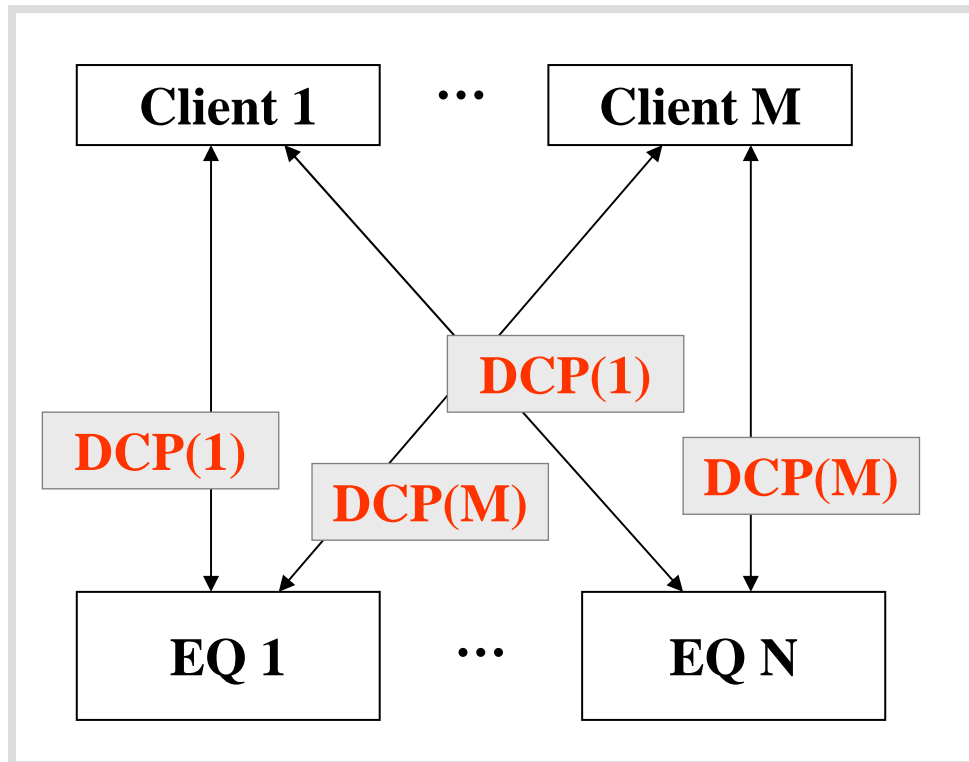 Client 1
...
Client M
DCP(1)
DCP(1)
DCP(M)
DCP(M)
EQ 1
...
EQ N